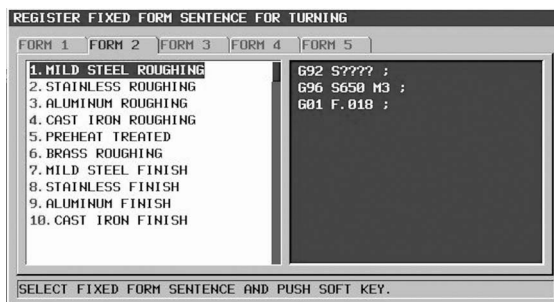 REGISTER FIXED FORM SENTENCE FOR TURNING
FORM 1 FORM 2 FORM 3 FORM 4 FORM 5
1.MILD STEEL ROUGHING
2.STAINLESS ROUGHING
3.ALUMINUM ROUGHING
4.CAST IRON ROUGHING
5.PREHEAT TREATED
6.BRASS ROUGHING
7.MILD STEEL FINISH
8.STAINLESS FINISH
9.ALUMINUM FINISH
10.CAST IRON FINISH
G92 S???? ;
G96 S650 M3 ;
G01 F.018 ;
SELECT FIXED FORM SENTENCE AND PUSH SOFT KEY.